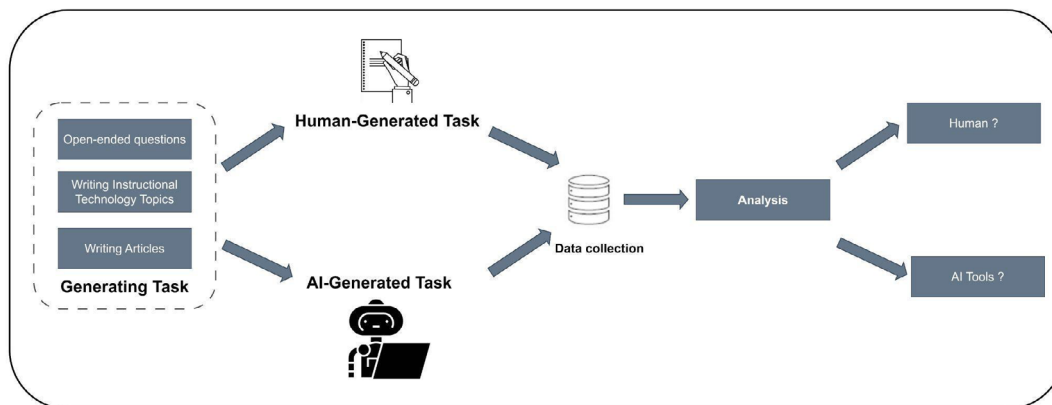 Open-ended questions
Writing Instructional
Technology Topics
Writing Articles
Generating Task
Human-Generated Task
AI-Generated Task
Data collection
Analysis
Human ?
AI Tools ?